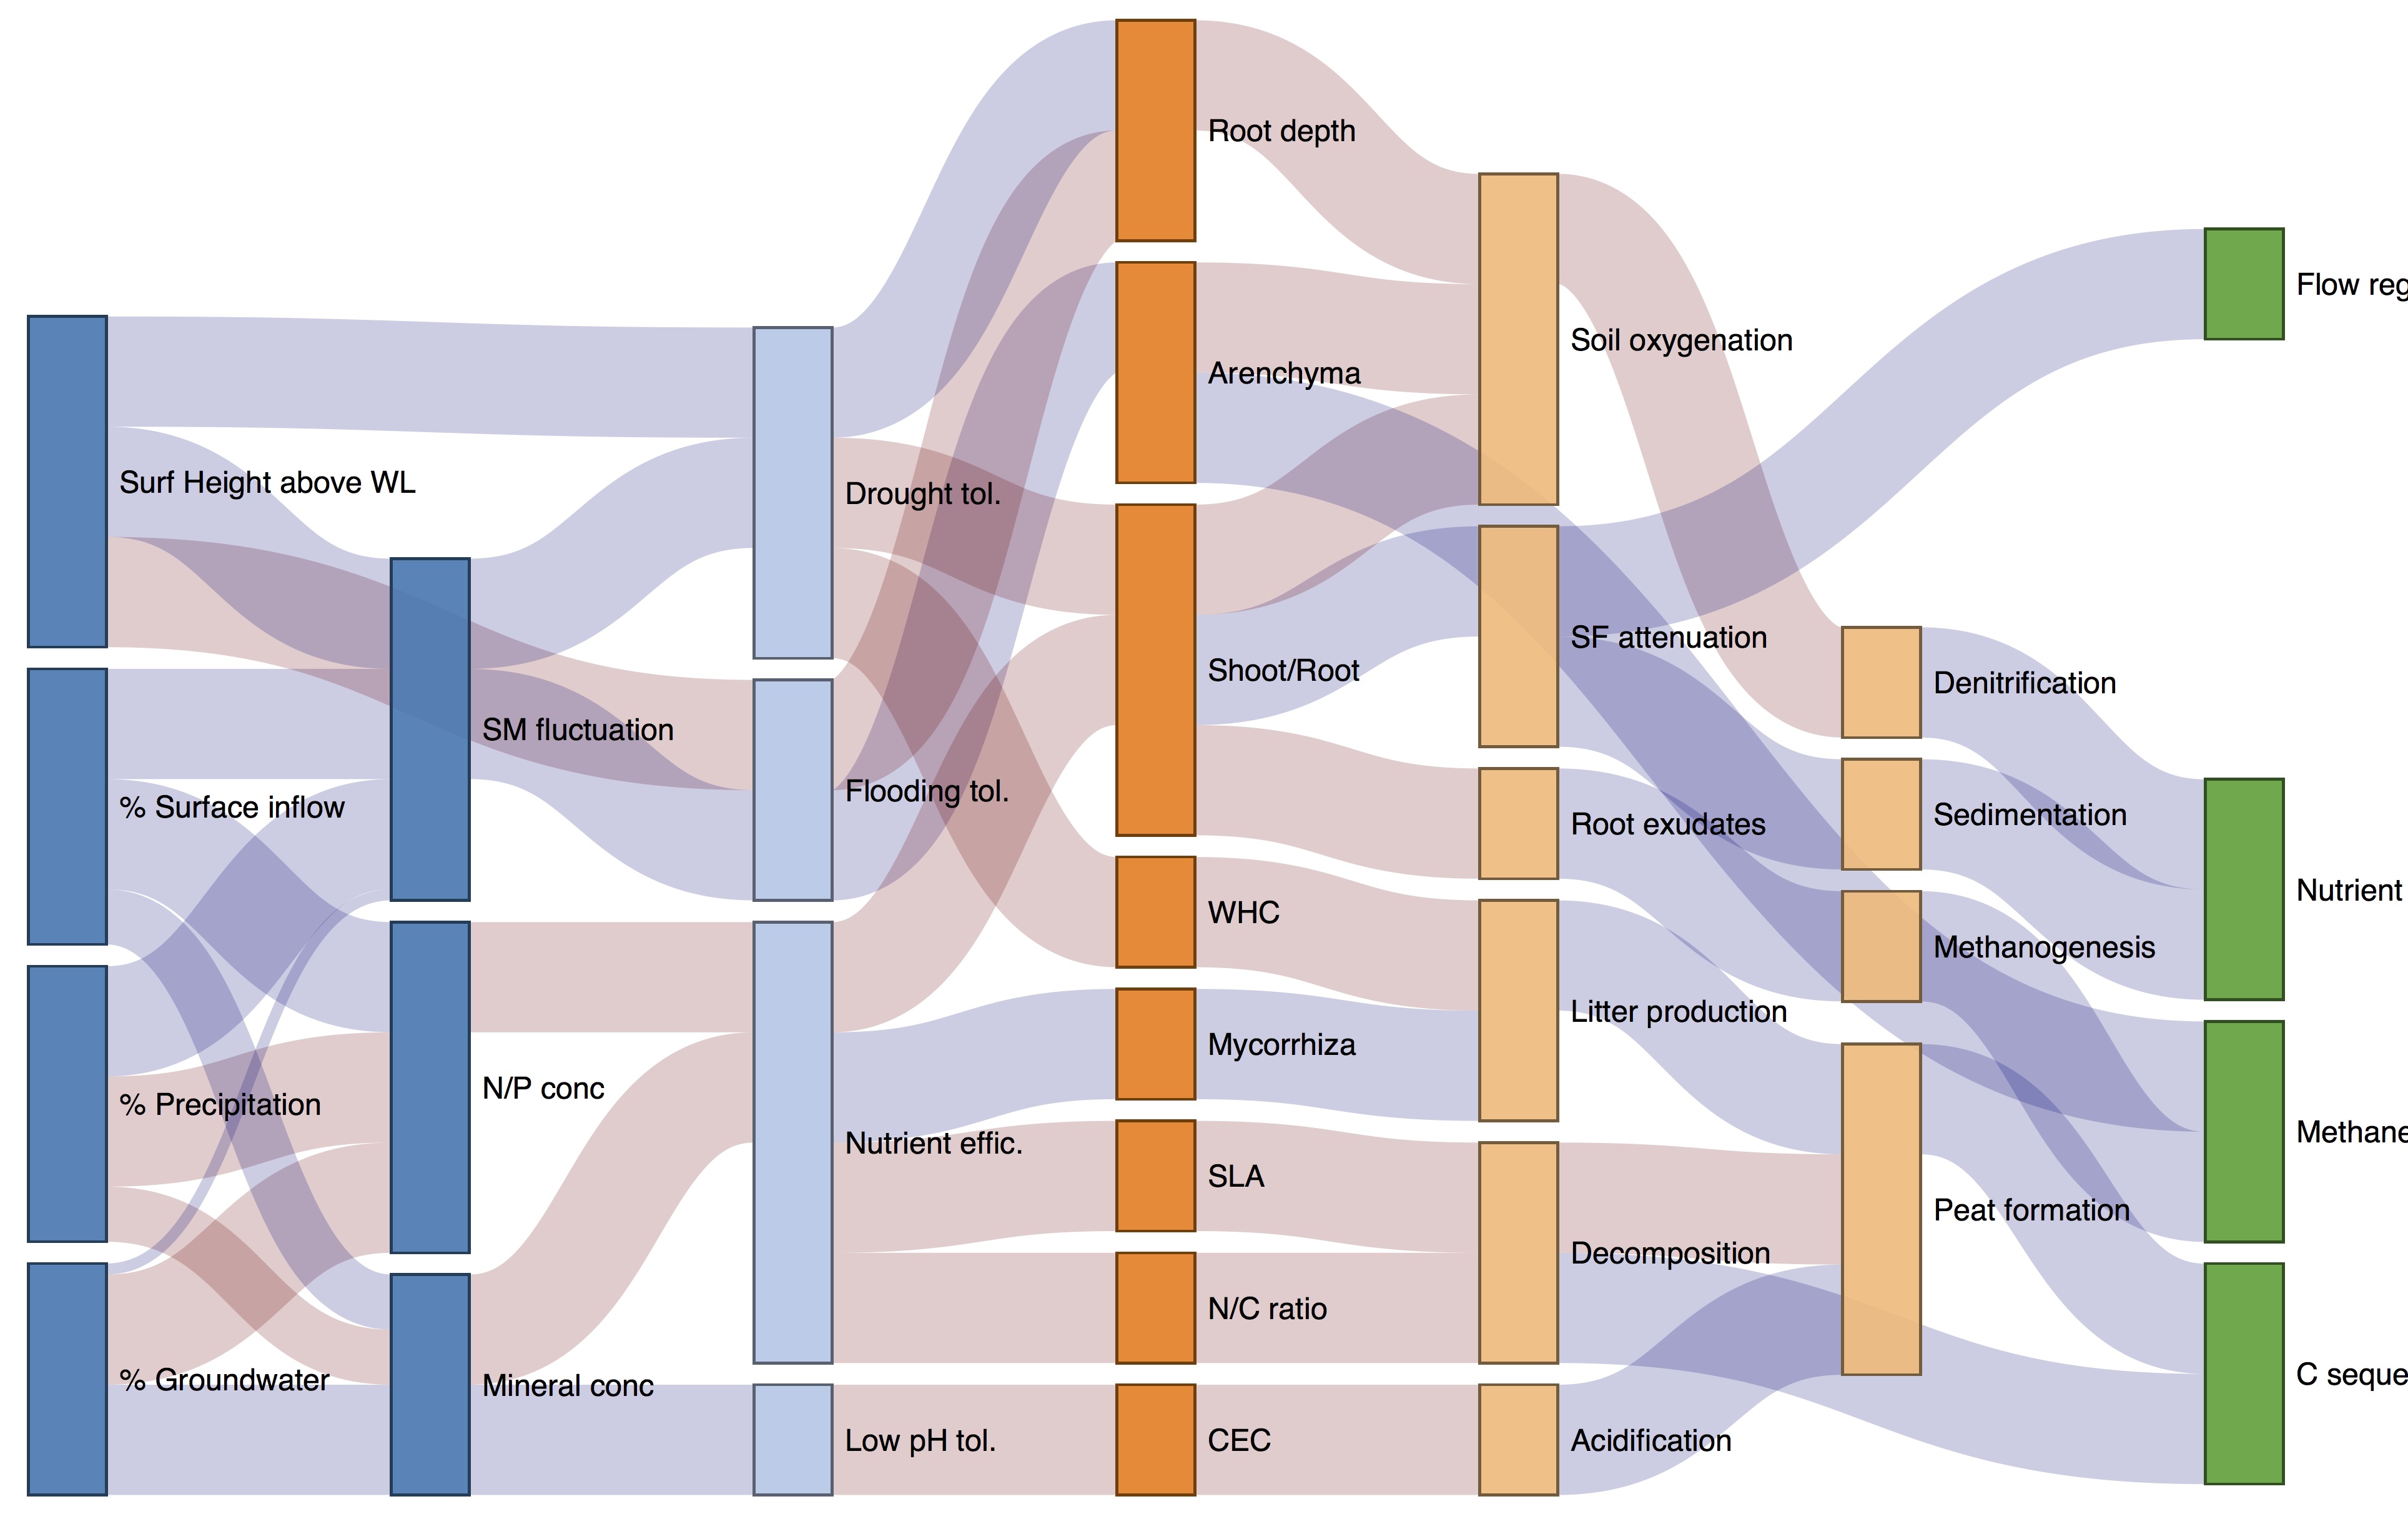 Surf Height above WL
% Surface inflow
% Precipitation
% Groundwater
SM fluctuation
N/P conc
Mineral conc
Drought tol.
Flooding tol.
Nutrient effic.
Low pH tol.
Root depth
Arenchyma
Shoot/Root
WHC
Mycorrhiza
SLA
N/C ratio
CEC
Soil oxygenation
SF attenuation
Root exudates
Litter production
Decomposition
Acidification
Denitrification
Sedimentation
Methanogenesis
Peat formation
Flow reg
Nutrient
Methane
C seque